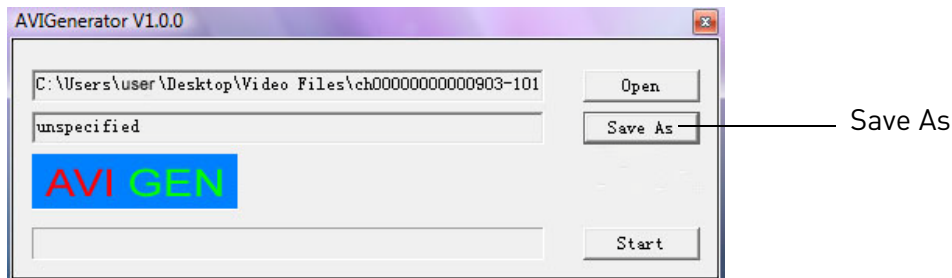 AVIGenerator V1.0.0
C:\Users\user\Desktop\Video Files\ch00000000000903-101
Open
unspecified
Save As
Save As
AVI GEN
Start